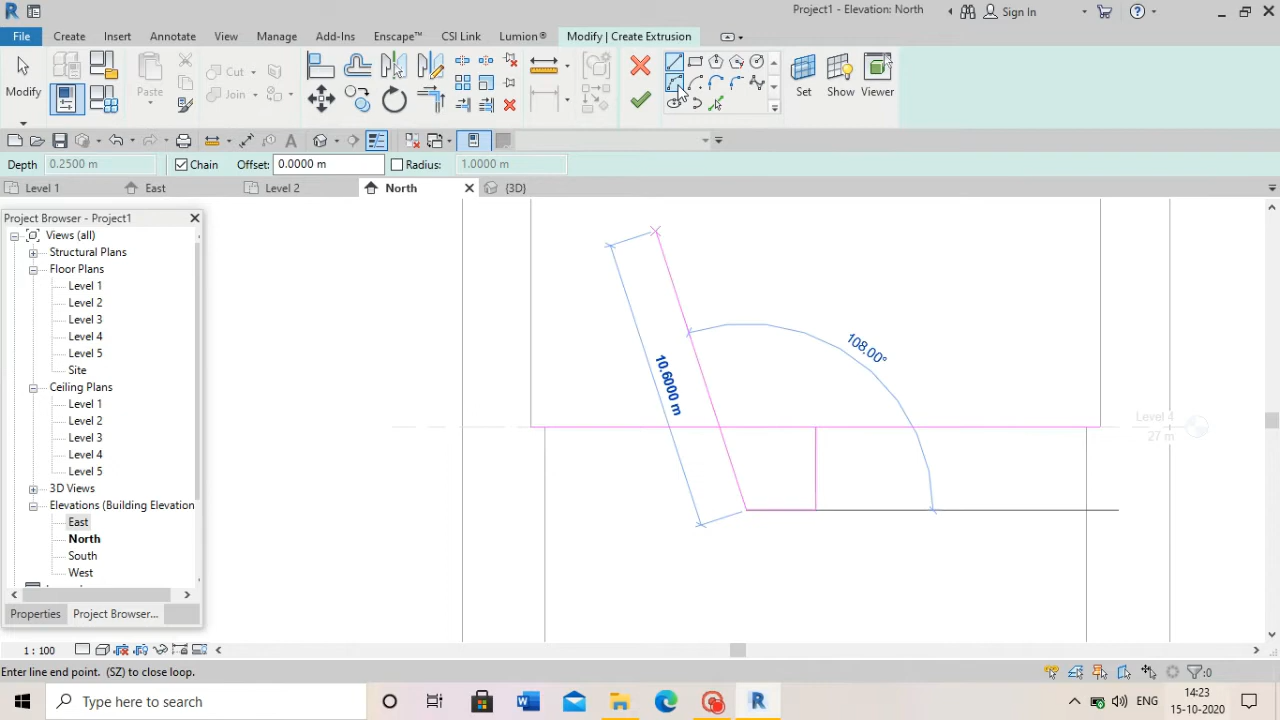 Project1 - Elevation: North
Sign In
File Create Insert Annotate View Manage Add-Ins Enscape™ CSI Link Lumion® Modify | Create Extrusion
Modify Paste Cut Join Set Show Viewer
Depth 0.2500 m Chain Offset: 0.0000 m Radius: 1.0000 m
Level 1 East Level 2 North {3D}
Project Browser - Project1
Views (all)
Structural Plans
Floor Plans
Level 1
Level 2
Level 3
Level 4
Level 5
Site
Ceiling Plans
Level 1
Level 2
Level 3
Level 4
Level 5
3D Views
Elevations (Building Elevation
East
North
South
West
Properties Project Browser...
108.00°
10.6000 m
Level 4
27 m
1 : 100
Enter line end point. (SZ) to close loop.
:0
Type here to search
ENG
14:23
15-10-2020